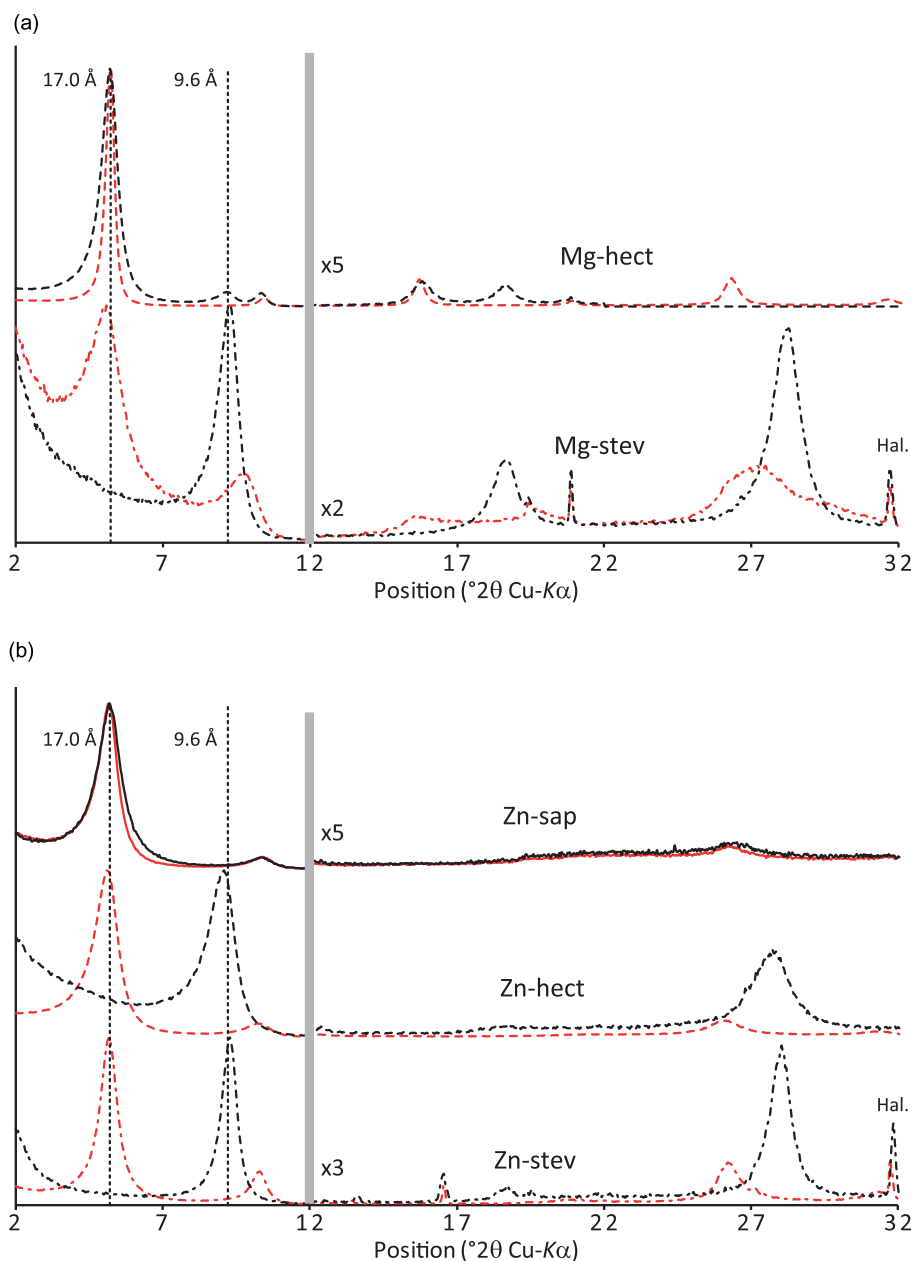 (a)
17.0 Å 9.6 Å
x5 Mg-hect
Mg-stev Hal.
x2
2 7 12 17 22 27 32
Position (°2θ Cu-Kα)
(b)
17.0 Å 9.6 Å
x5 Zn-sap
Zn-hect
Hal.
x3 Zn-stev
2 7 12 17 22 27 32
Position (°2θ Cu-Kα)